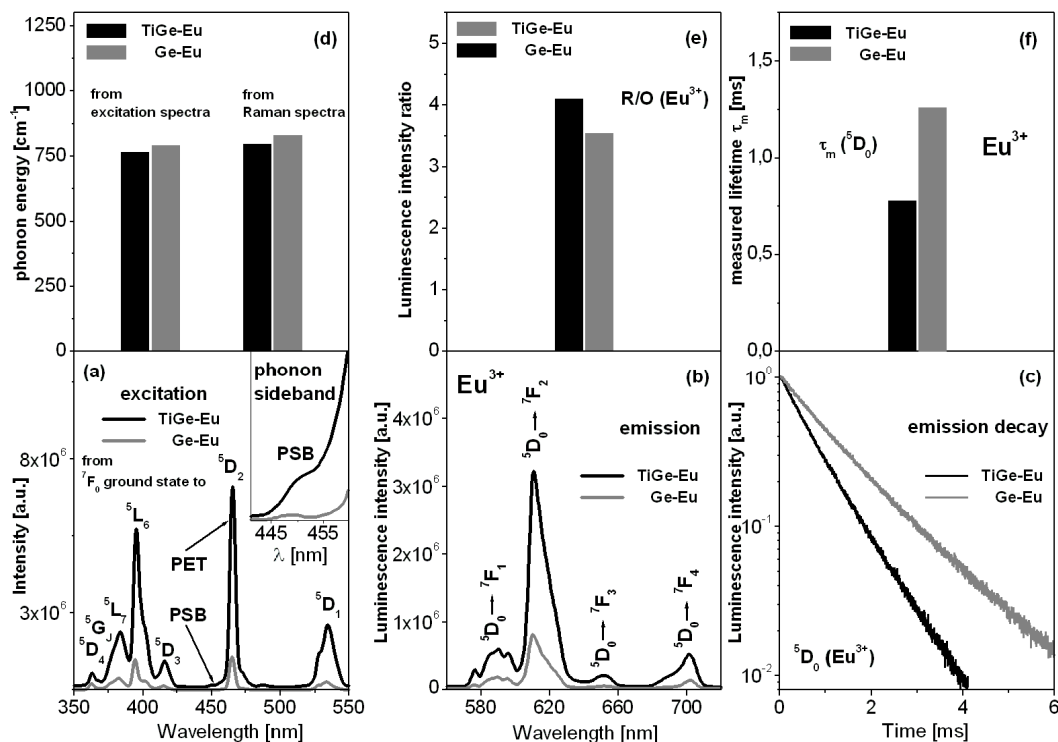 1250
1000
750
500
250
0
phonon energy [cm⁻¹]
(d)
TiGe-Eu
Ge-Eu
from
excitation spectra
from
Raman spectra
5
4
3
2
1
0
Luminescence intensity ratio
(e)
TiGe-Eu
Ge-Eu
R/O (Eu³⁺)
1,5
1,0
0,5
0,0
measured lifetime τₘ [ms]
(f)
TiGe-Eu
Ge-Eu
τₘ (⁵D₀)
Eu³⁺
(a)
excitation
TiGe-Eu
Ge-Eu
from
⁷F₀ ground state to
phonon
sideband
PSB
445 455
λ [nm]
⁵D₂
⁵L₆
PET
PSB
⁵D₁
⁵L₇
⁵G_J
⁵D₄
⁵D₃
8x10⁶
3x10⁶
Intensity [a.u.]
350 400 450 500 550
Wavelength [nm]
Eu³⁺
(b)
emission
TiGe-Eu
Ge-Eu
⁵D₀ → ⁷F₂
⁵D₀ → ⁷F₁
⁵D₀ → ⁷F₃
⁵D₀ → ⁷F₄
4x10⁶
3x10⁶
2x10⁶
1x10⁶
0
Luminescence intensity [a.u.]
580 620 660 700
Wavelength [nm]
(c)
emission decay
TiGe-Eu
Ge-Eu
⁵D₀ (Eu³⁺)
10⁰
10⁻¹
10⁻²
Luminescence intensity [a.u.]
0 2 4 6
Time [ms]